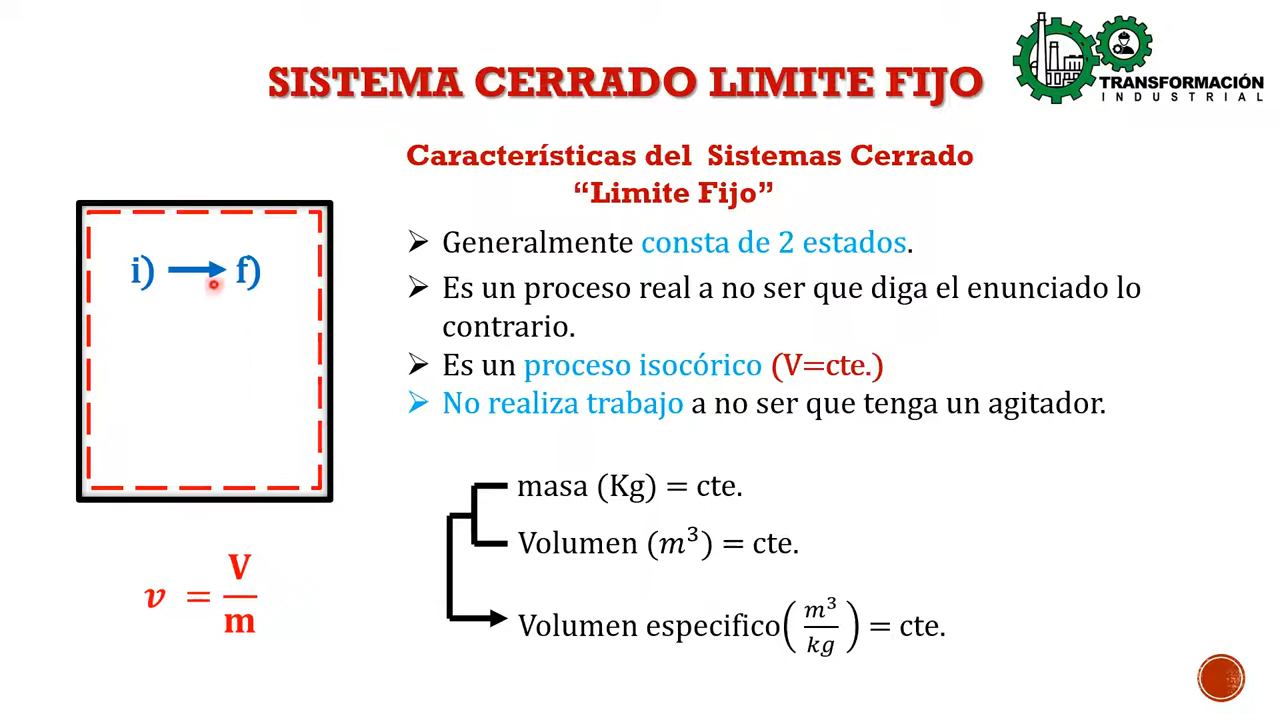 SISTEMA CERRADO LIMITE FIJO
TRANSFORMACIÓN
INDUSTRIAL
Características del Sistemas Cerrado
“Limite Fijo”
i) → f)
➢ Generalmente consta de 2 estados.
➢ Es un proceso real a no ser que diga el enunciado lo
contrario.
➢ Es un proceso isocórico (V=cte.)
➢ No realiza trabajo a no ser que tenga un agitador.
masa (Kg) = cte.
Volumen (m³) = cte.
Volumen especifico (m³/kg) = cte.
v = V/m